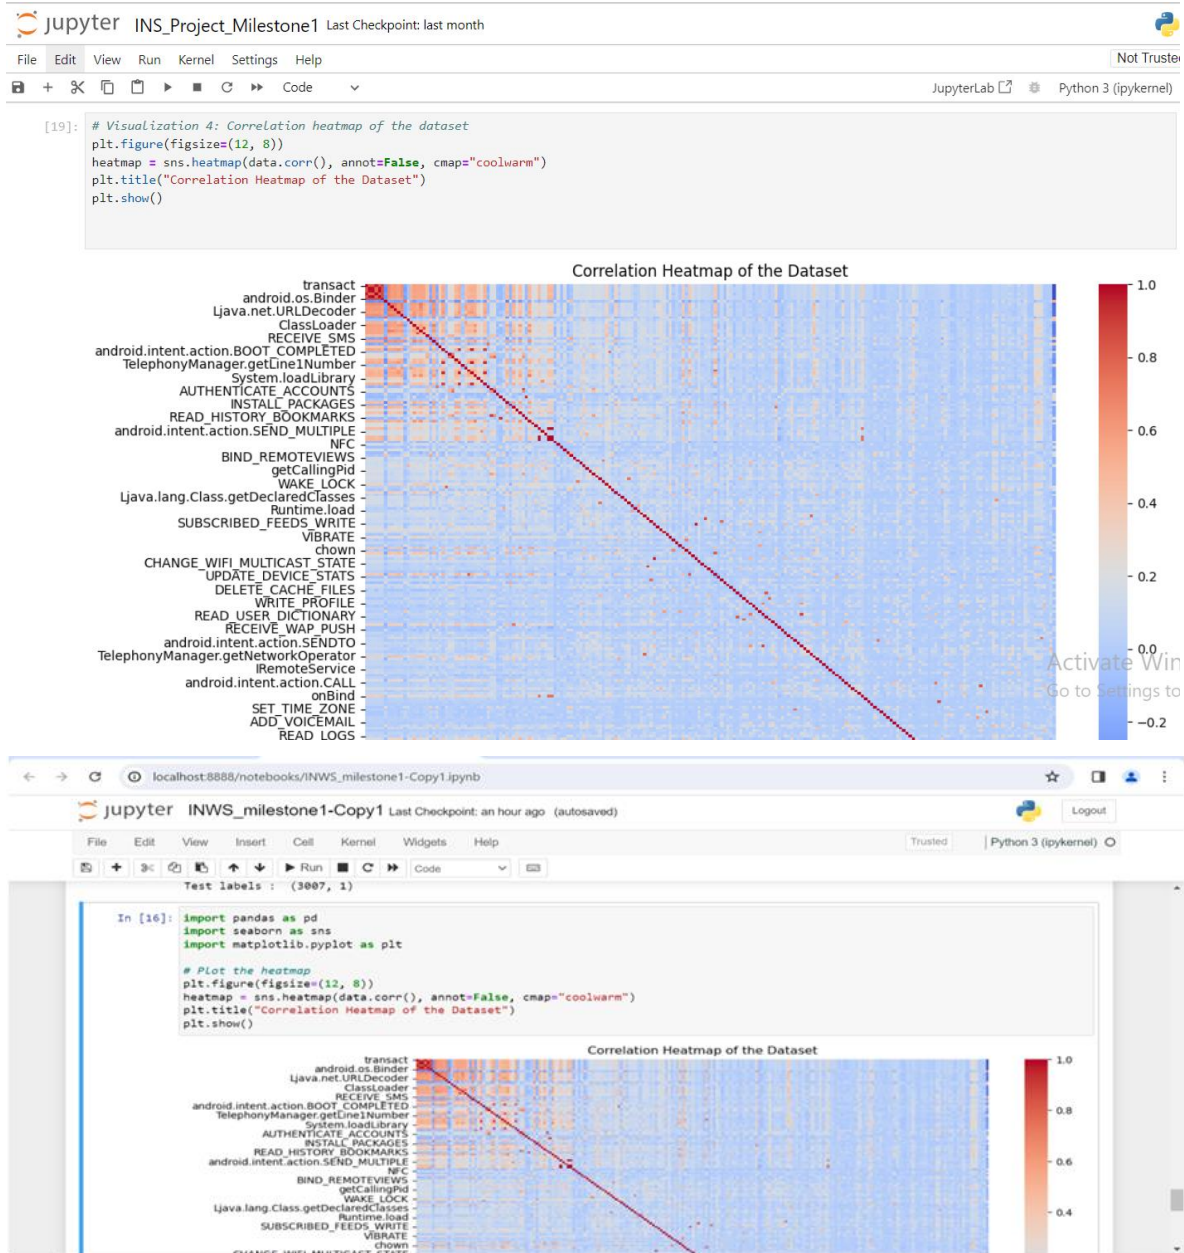 jupyter INS_Project_Milestone1 Last Checkpoint: last month
File Edit View Run Kernel Settings Help
Not Truste
Code
JupyterLab
Python 3 (ipykernel)
[19]: # Visualization 4: Correlation heatmap of the dataset
plt.figure(figsize=(12, 8))
heatmap = sns.heatmap(data.corr(), annot=False, cmap="coolwarm")
plt.title("Correlation Heatmap of the Dataset")
plt.show()
Correlation Heatmap of the Dataset
transact
android.os.Binder
Ljava.net.URLDecoder
ClassLoader
RECEIVE_SMS
android.intent.action.BOOT_COMPLETED
TelephonyManager.getLine1Number
System.loadLibrary
AUTHENTICATE_ACCOUNTS
INSTALL_PACKAGES
READ_HISTORY_BOOKMARKS
android.intent.action.SEND_MULTIPLE
NFC
BIND_REMOTEVIEWS
getCallingPid
WAKE_LOCK
Ljava.lang.Class.getDeclaredClasses
Runtime.load
SUBSCRIBED_FEEDS_WRITE
VIBRATE
chown
CHANGE_WIFI_MULTICAST_STATE
UPDATE_DEVICE_STATS
DELETE_CACHE_FILES
WRITE_PROFILE
READ_USER_DICTIONARY
RECEIVE_WAP_PUSH
android.intent.action.SENDTO
TelephonyManager.getNetworkOperator
IRemoteService
android.intent.action.CALL
onBind
SET_TIME_ZONE
ADD_VOICEMAIL
READ_LOGS
1.0
0.8
0.6
0.4
0.2
0.0
-0.2
Activate Win
Go to Settings to
localhost:8888/notebooks/INWS_milestone1-Copy1.ipynb
jupyter INWS_milestone1-Copy1 Last Checkpoint: an hour ago (autosaved)
Logout
File Edit View Insert Cell Kernel Widgets Help
Trusted
Python 3 (ipykernel)
Run
Code
Test labels : (3007, 1)
In [16]: import pandas as pd
import seaborn as sns
import matplotlib.pyplot as plt
# Plot the heatmap
plt.figure(figsize=(12, 8))
heatmap = sns.heatmap(data.corr(), annot=False, cmap="coolwarm")
plt.title("Correlation Heatmap of the Dataset")
plt.show()
Correlation Heatmap of the Dataset
transact
android.os.Binder
Ljava.net.URLDecoder
ClassLoader
RECEIVE_SMS
android.intent.action.BOOT_COMPLETED
TelephonyManager.getLine1Number
System.loadLibrary
AUTHENTICATE_ACCOUNTS
INSTALL_PACKAGES
READ_HISTORY_BOOKMARKS
android.intent.action.SEND_MULTIPLE
NFC
BIND_REMOTEVIEWS
getCallingPid
WAKE_LOCK
Ljava.lang.Class.getDeclaredClasses
Runtime.load
SUBSCRIBED_FEEDS_WRITE
VIBRATE
chown
CHANGE_WIFI_MULTICAST_STATE
1.0
0.8
0.6
0.4